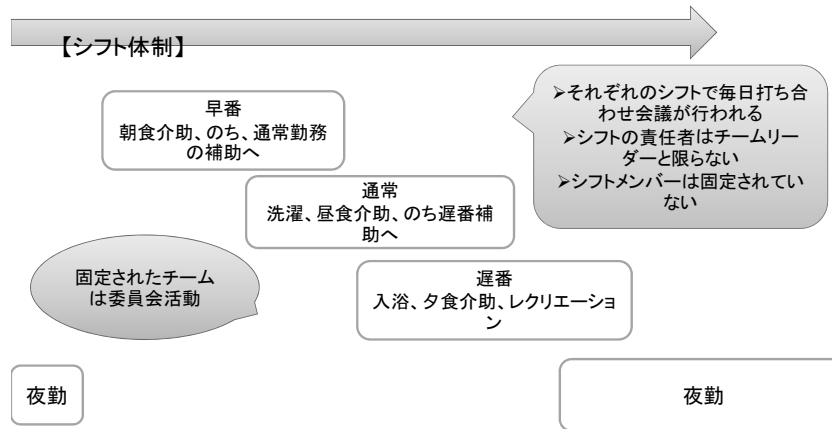 【シフト体制】
早番
朝食介助、のち、通常勤務
の補助へ
➢それぞれのシフトで毎日打ち合
わせ会議が行われる
➢シフトの責任者はチームリー
ダーと限らない
➢シフトメンバーは固定されてい
ない
通常
洗濯、昼食介助、のち遅番補
助へ
固定されたチーム
は委員会活動
遅番
入浴、夕食介助、レクリエーショ
ン
夜勤
夜勤